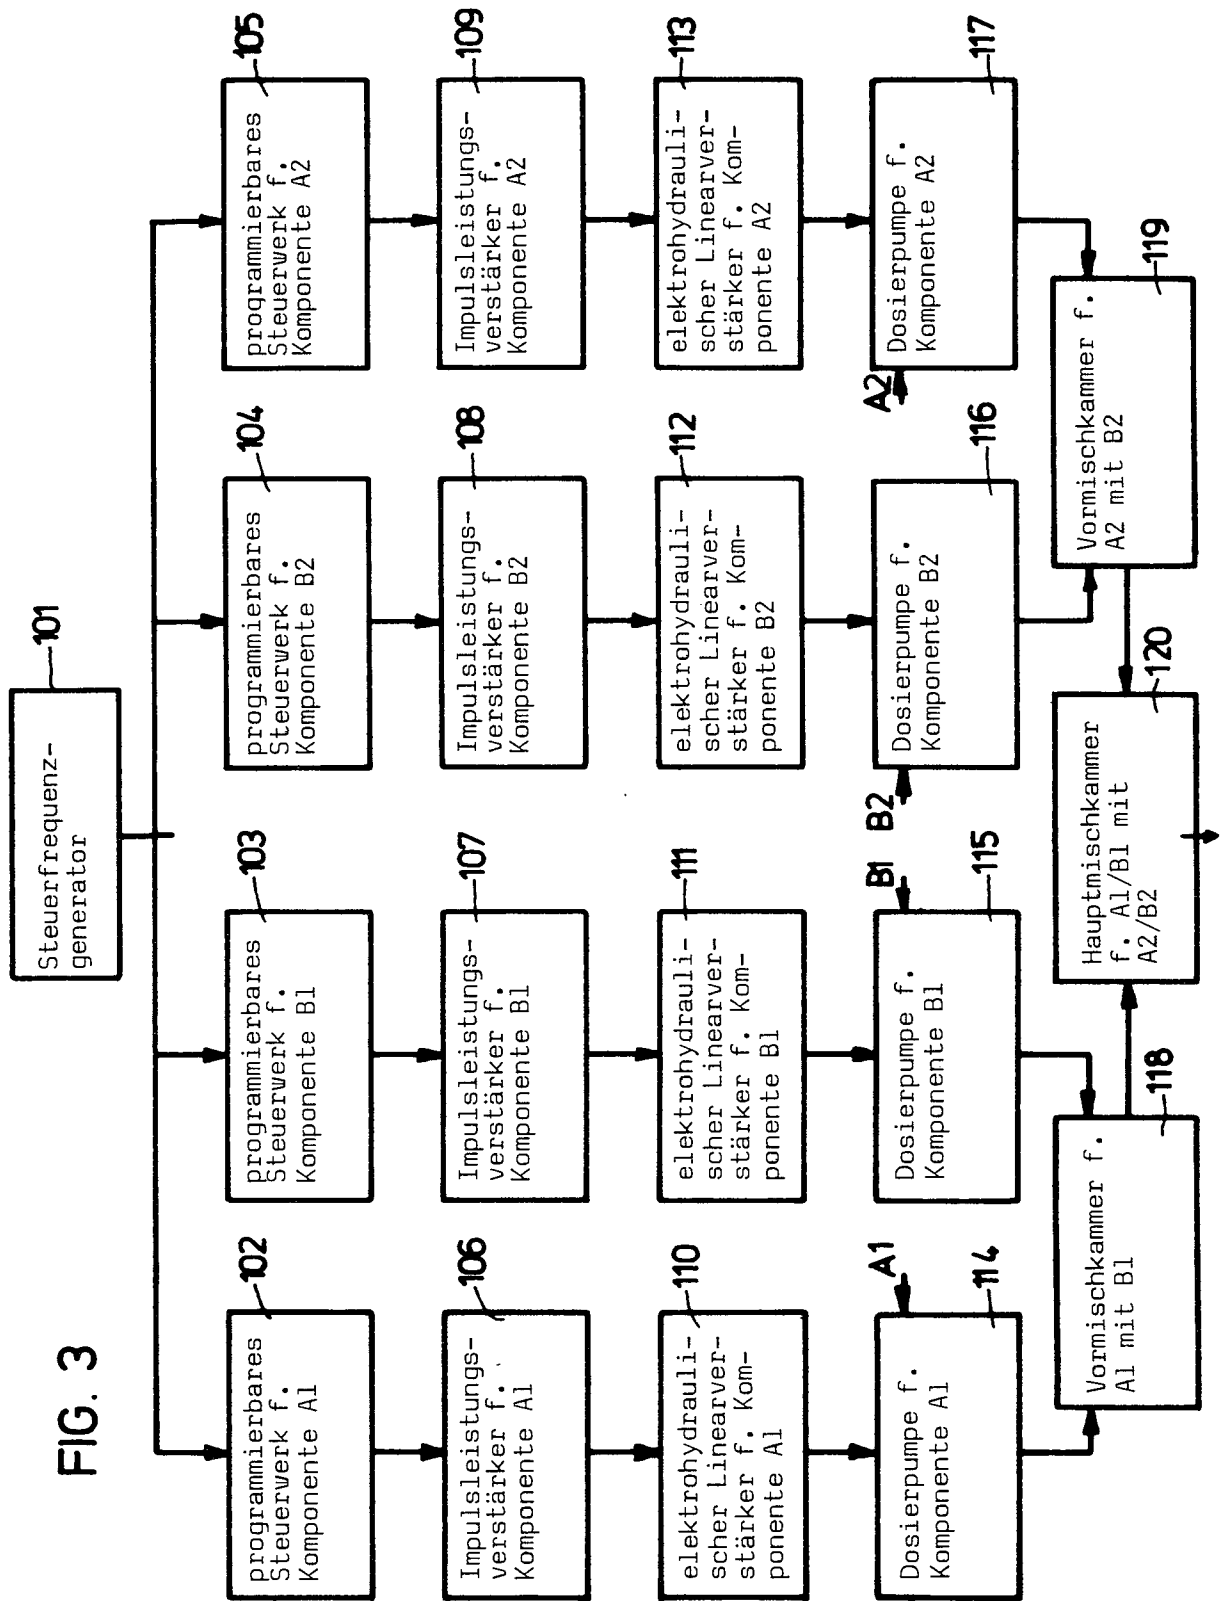 FIG. 3
101
Steuerfrequenz-
generator
102
programmierbares
Steuerwerk f.
Komponente A1
103
programmierbares
Steuerwerk f.
Komponente B1
104
programmierbares
Steuerwerk f.
Komponente B2
105
programmierbares
Steuerwerk f.
Komponente A2
106
Impulsleistungs-
verstärker f.
Komponente A1
107
Impulsleistungs-
verstärker f.
Komponente B1
108
Impulsleistungs-
verstärker f.
Komponente B2
109
Impulsleistungs-
verstärker f.
Komponente A2
110
elektrohydrauli-
scher Linearver-
stärker f. Kom-
ponente A1
111
elektrohydrauli-
scher Linearver-
stärker f. Kom-
ponente B1
112
elektrohydrauli-
scher Linearver-
stärker f. Kom-
ponente B2
113
elektrohydrauli-
scher Linearver-
stärker f. Kom-
ponente A2
A1
Dosierpumpe f.
Komponente A1
114
B1
Dosierpumpe f.
Komponente B1
115
B2
Dosierpumpe f.
Komponente B2
116
A2
Dosierpumpe f.
Komponente A2
117
Vormischkammer f.
A1 mit B1
118
Hauptmischkammer
f. A1/B1 mit
A2/B2
120
Vormischkammer f.
A2 mit B2
119